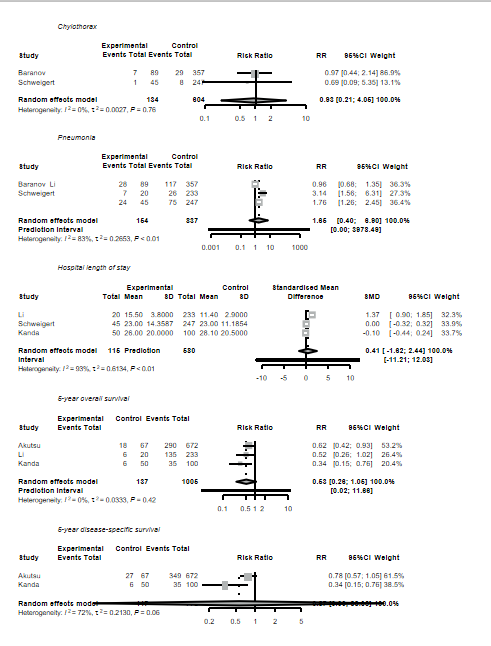 Chylothorax
Experimental Control
Study Events Total Events Total Risk Ratio RR 95%CI Weight
Baranov 7 89 29 357 0.97 [0.44; 2.14] 86.9%
Schweigert 1 45 8 247 0.69 [0.09; 5.35] 13.1%
Random effects model 134 604 0.93 [0.21; 4.05] 100.0%
Heterogeneity: I² = 0%, τ² = 0.0027, P = 0.76
0.1 0.5 1 2 10
Pneumonia
Experimental Control
Study Events Total Events Total Risk Ratio RR 95%CI Weight
Baranov Li 28 89 117 357 0.96 [0.68; 1.35] 36.3%
Schweigert 7 20 26 233 3.14 [1.56; 6.31] 27.3%
24 45 75 247 1.76 [1.26; 2.45] 36.4%
Random effects model 154 837 1.65 [0.40; 6.90] 100.0%
Prediction interval [0.00; 3973.49]
Heterogeneity: I² = 83%, τ² = 0.2653, P < 0.01
0.001 0.1 1 10 1000
Hospital length of stay
Experimental Control Standardised Mean
Study Total Mean SD Total Mean SD Difference SMD 95%CI Weight
Li 20 15.50 3.8000 233 11.40 2.9000 1.37 [ 0.90; 1.85] 32.3%
Schweigert 45 23.00 14.3587 247 23.00 11.1854 0.00 [-0.32; 0.32] 33.9%
Kanda 50 26.00 20.0000 100 28.10 20.5000 -0.10 [-0.44; 0.24] 33.7%
Random effects model 115 Prediction 580 0.41 [-1.62; 2.44] 100.0%
interval [-11.21; 12.03]
Heterogeneity: I² = 93%, τ² = 0.6134, P < 0.01
-10 -5 0 5 10
5-year overall survival
Experimental Control Events Total
Study Events Total Risk Ratio RR 95%CI Weight
Akutsu 18 67 290 672 0.62 [0.42; 0.93] 53.2%
Li 6 20 135 233 0.52 [0.26; 1.02] 26.4%
Kanda 6 50 35 100 0.34 [0.15; 0.76] 20.4%
Random effects model 137 1005 0.53 [0.26; 1.06] 100.0%
Prediction interval [0.02; 11.66]
Heterogeneity: I² = 0%, τ² = 0.0333, P = 0.42
0.1 0.5 1 2 10
5-year disease-specific survival
Experimental Control Events Total
Study Events Total Risk Ratio RR 95%CI Weight
Akutsu 27 67 349 672 0.78 [0.57; 1.05] 61.5%
Kanda 6 50 35 100 0.34 [0.15; 0.76] 38.5%
Random effects model
Heterogeneity: I² = 72%, τ² = 0.2130, P = 0.06
0.2 0.5 1 2 5